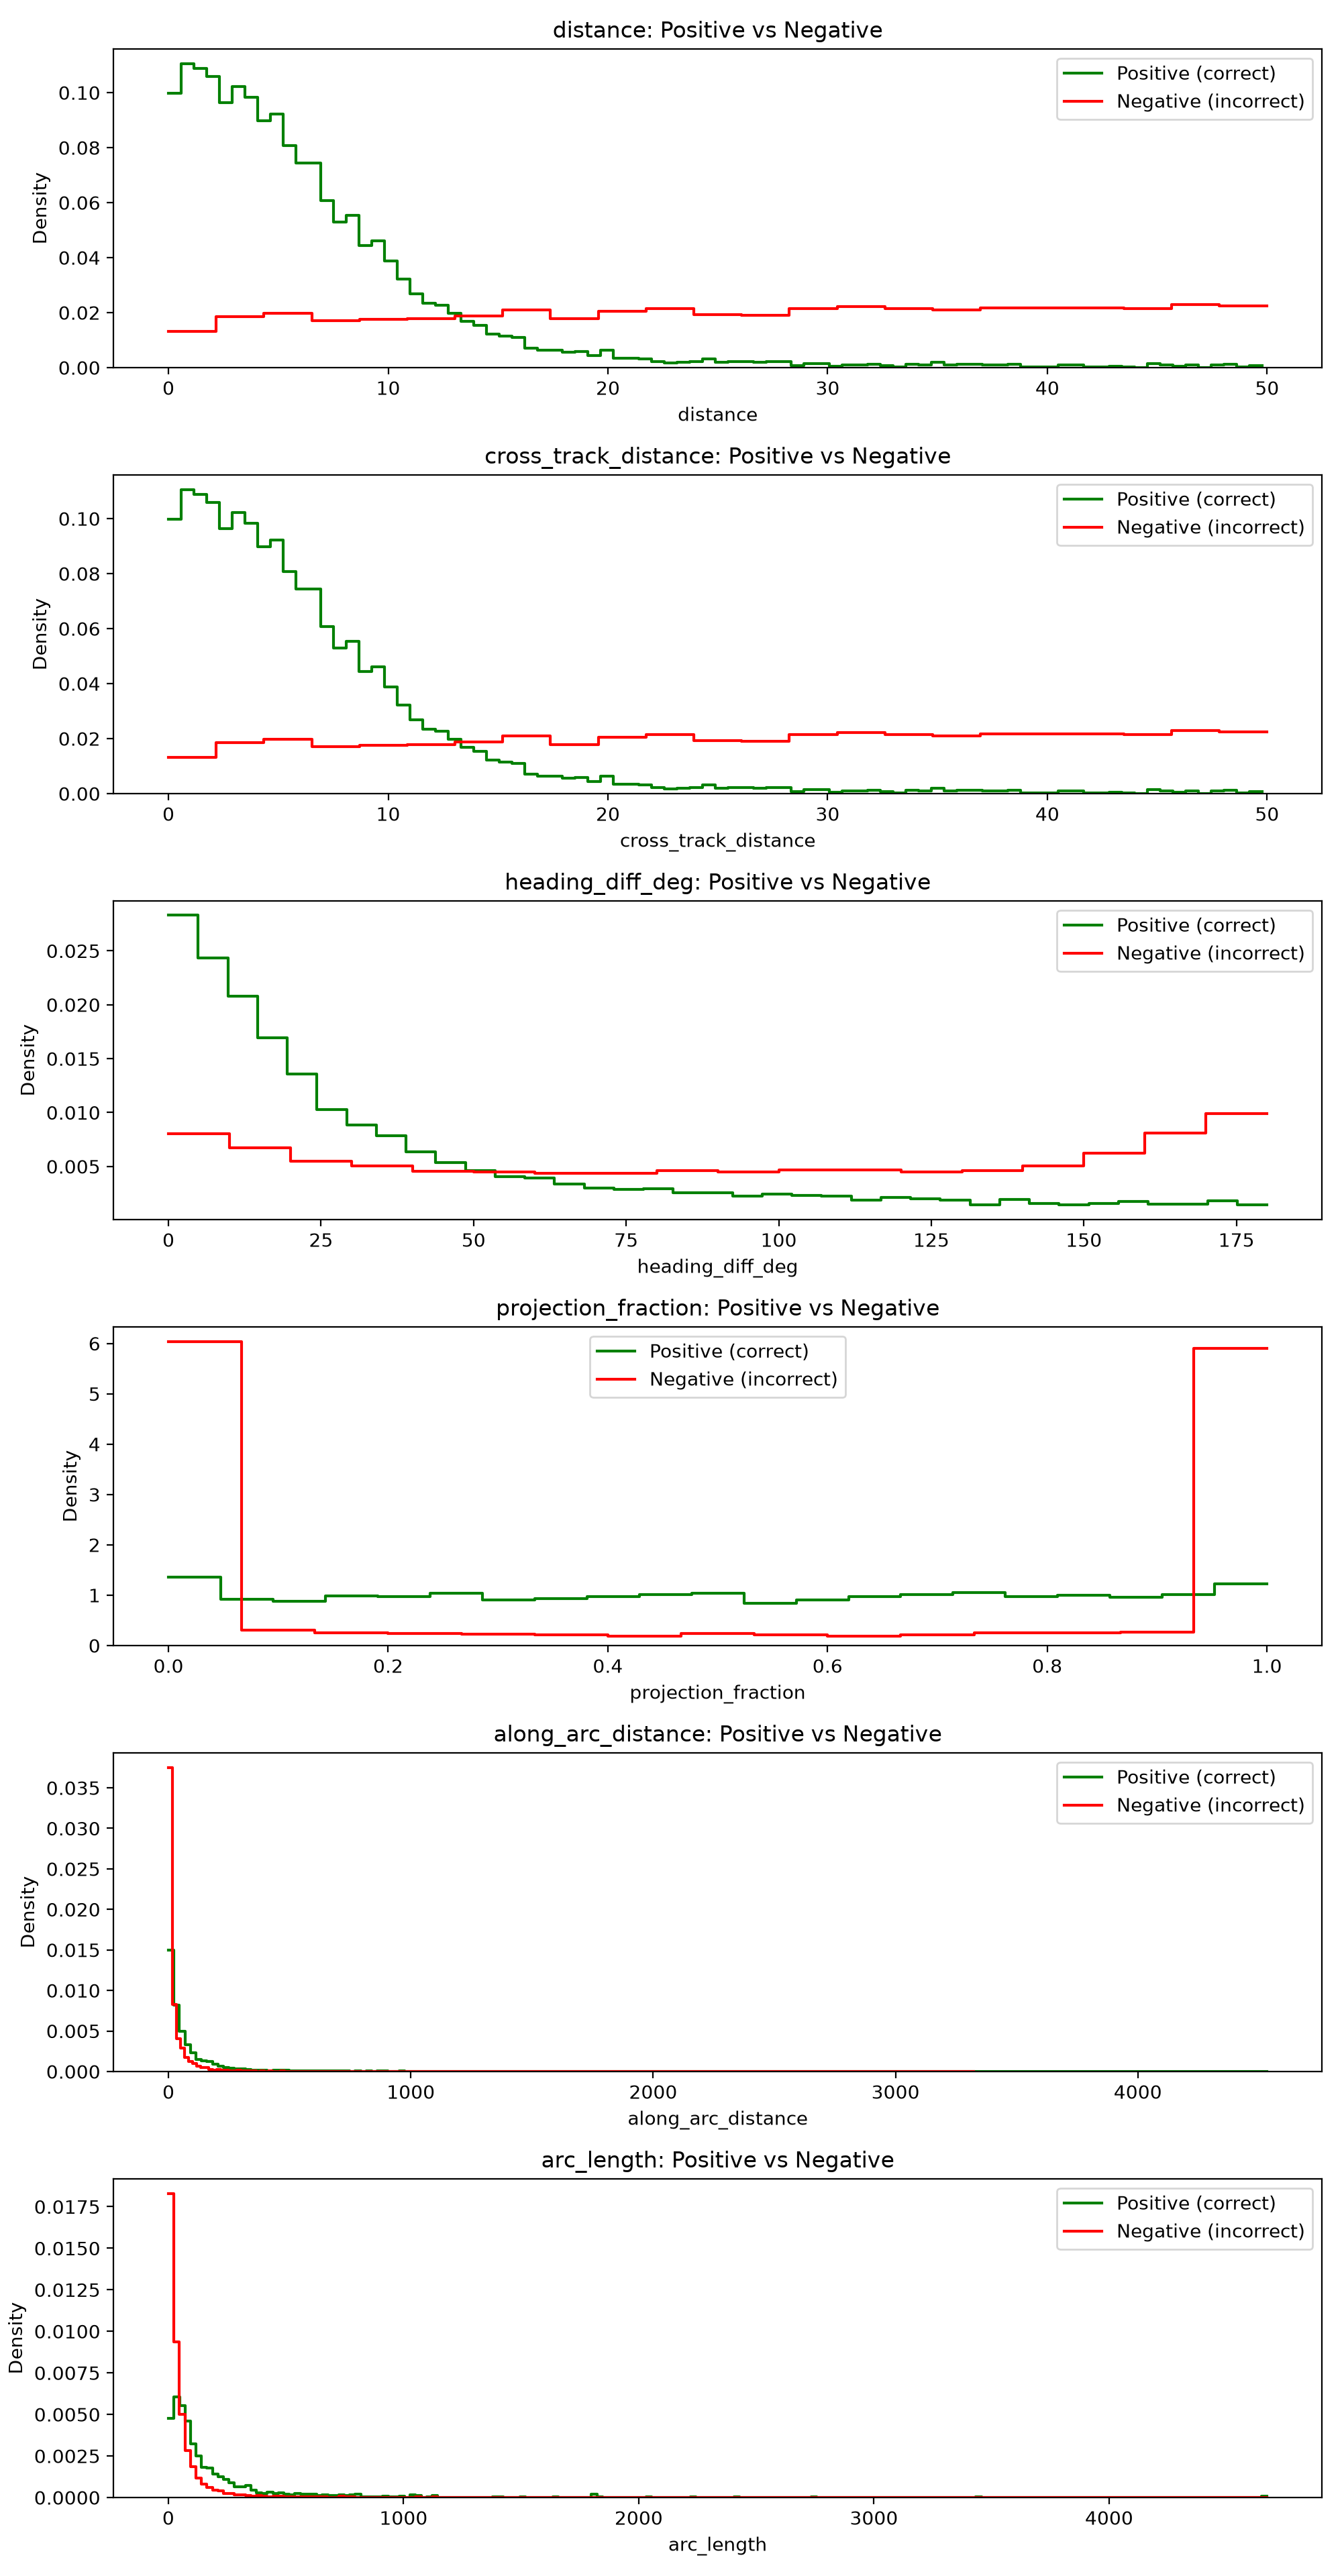 distance: Positive vs Negative
Positive (correct)
Negative (incorrect)
0.10
0.08
0.06
0.04
0.02
0.00
Density
0 10 20 30 40 50
distance
cross_track_distance: Positive vs Negative
Positive (correct)
Negative (incorrect)
0.10
0.08
0.06
0.04
0.02
0.00
Density
0 10 20 30 40 50
cross_track_distance
heading_diff_deg: Positive vs Negative
Positive (correct)
Negative (incorrect)
0.025
0.020
0.015
0.010
0.005
Density
0 25 50 75 100 125 150 175
heading_diff_deg
projection_fraction: Positive vs Negative
Positive (correct)
Negative (incorrect)
6
5
4
3
2
1
0
Density
0.0 0.2 0.4 0.6 0.8 1.0
projection_fraction
along_arc_distance: Positive vs Negative
Positive (correct)
Negative (incorrect)
0.035
0.030
0.025
0.020
0.015
0.010
0.005
0.000
Density
0 1000 2000 3000 4000
along_arc_distance
arc_length: Positive vs Negative
Positive (correct)
Negative (incorrect)
0.0175
0.0150
0.0125
0.0100
0.0075
0.0050
0.0025
0.0000
Density
0 1000 2000 3000 4000
arc_length